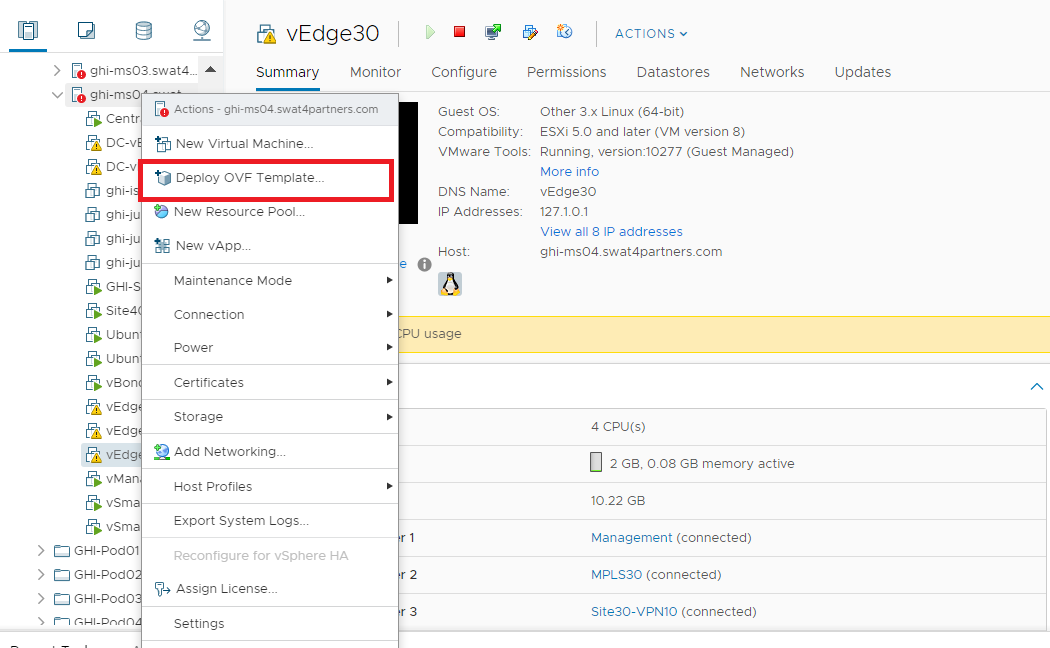 vEdge30
ACTIONS
Summary
Monitor
Configure
Permissions
Datastores
Networks
Updates
ghi-ms03.swat4...
ghi-ms04.swat
Centr
DC-vE
DC-v
ghi-is
ghi-ju
ghi-ju
ghi-ju
GHI-S
Site40
Ubunt
Ubunt
vBond
vEdge
vEdge
vEdge
vMana
vSma
vSma
GHI-Pod01
GHI-Pod02
GHI-Pod03
GHI-Pod04
Actions - ghi-ms04.swat4partners.com
New Virtual Machine...
Deploy OVF Template...
New Resource Pool...
New vApp...
Maintenance Mode
Connection
Power
Certificates
Storage
Add Networking...
Host Profiles
Export System Logs...
Reconfigure for vSphere HA
Assign License...
Settings
Guest OS: Other 3.x Linux (64-bit)
Compatibility: ESXi 5.0 and later (VM version 8)
VMware Tools: Running, version:10277 (Guest Managed)
More info
DNS Name: vEdge30
IP Addresses: 127.1.0.1
View all 8 IP addresses
Host: ghi-ms04.swat4partners.com
e
CPU usage
4 CPU(s)
2 GB, 0.08 GB memory active
10.22 GB
er 1 Management (connected)
er 2 MPLS30 (connected)
er 3 Site30-VPN10 (connected)